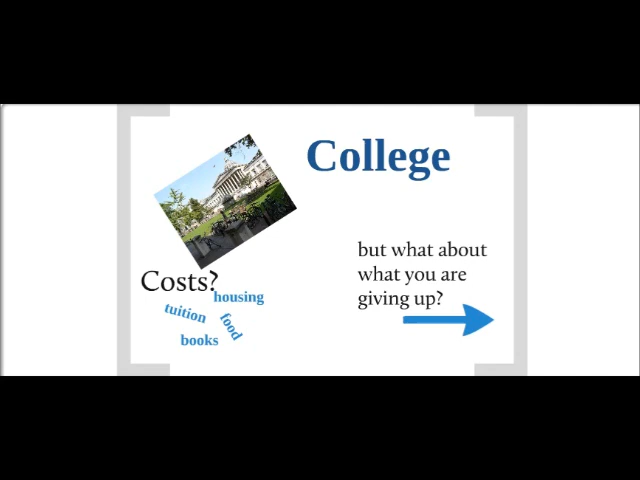 College
Costs?
housing
tuition
food
books
but what about
what you are
giving up?